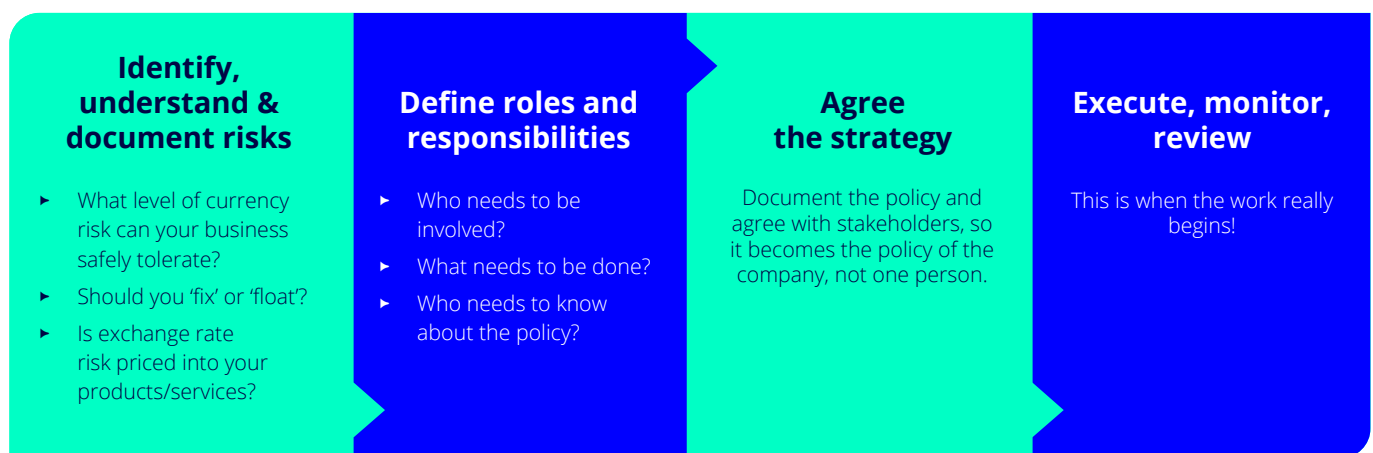 Identify,
understand &
document risks
► What level of currency
risk can your business
safely tolerate?
► Should you ‘fix’ or ‘float’?
► Is exchange rate
risk priced into your
products/services?
Define roles and
responsibilities
► Who needs to be
involved?
► What needs to be done?
► Who needs to know
about the policy?
Agree
the strategy
Document the policy and
agree with stakeholders, so
it becomes the policy of the
company, not one person.
Execute, monitor,
review
This is when the work really
begins!